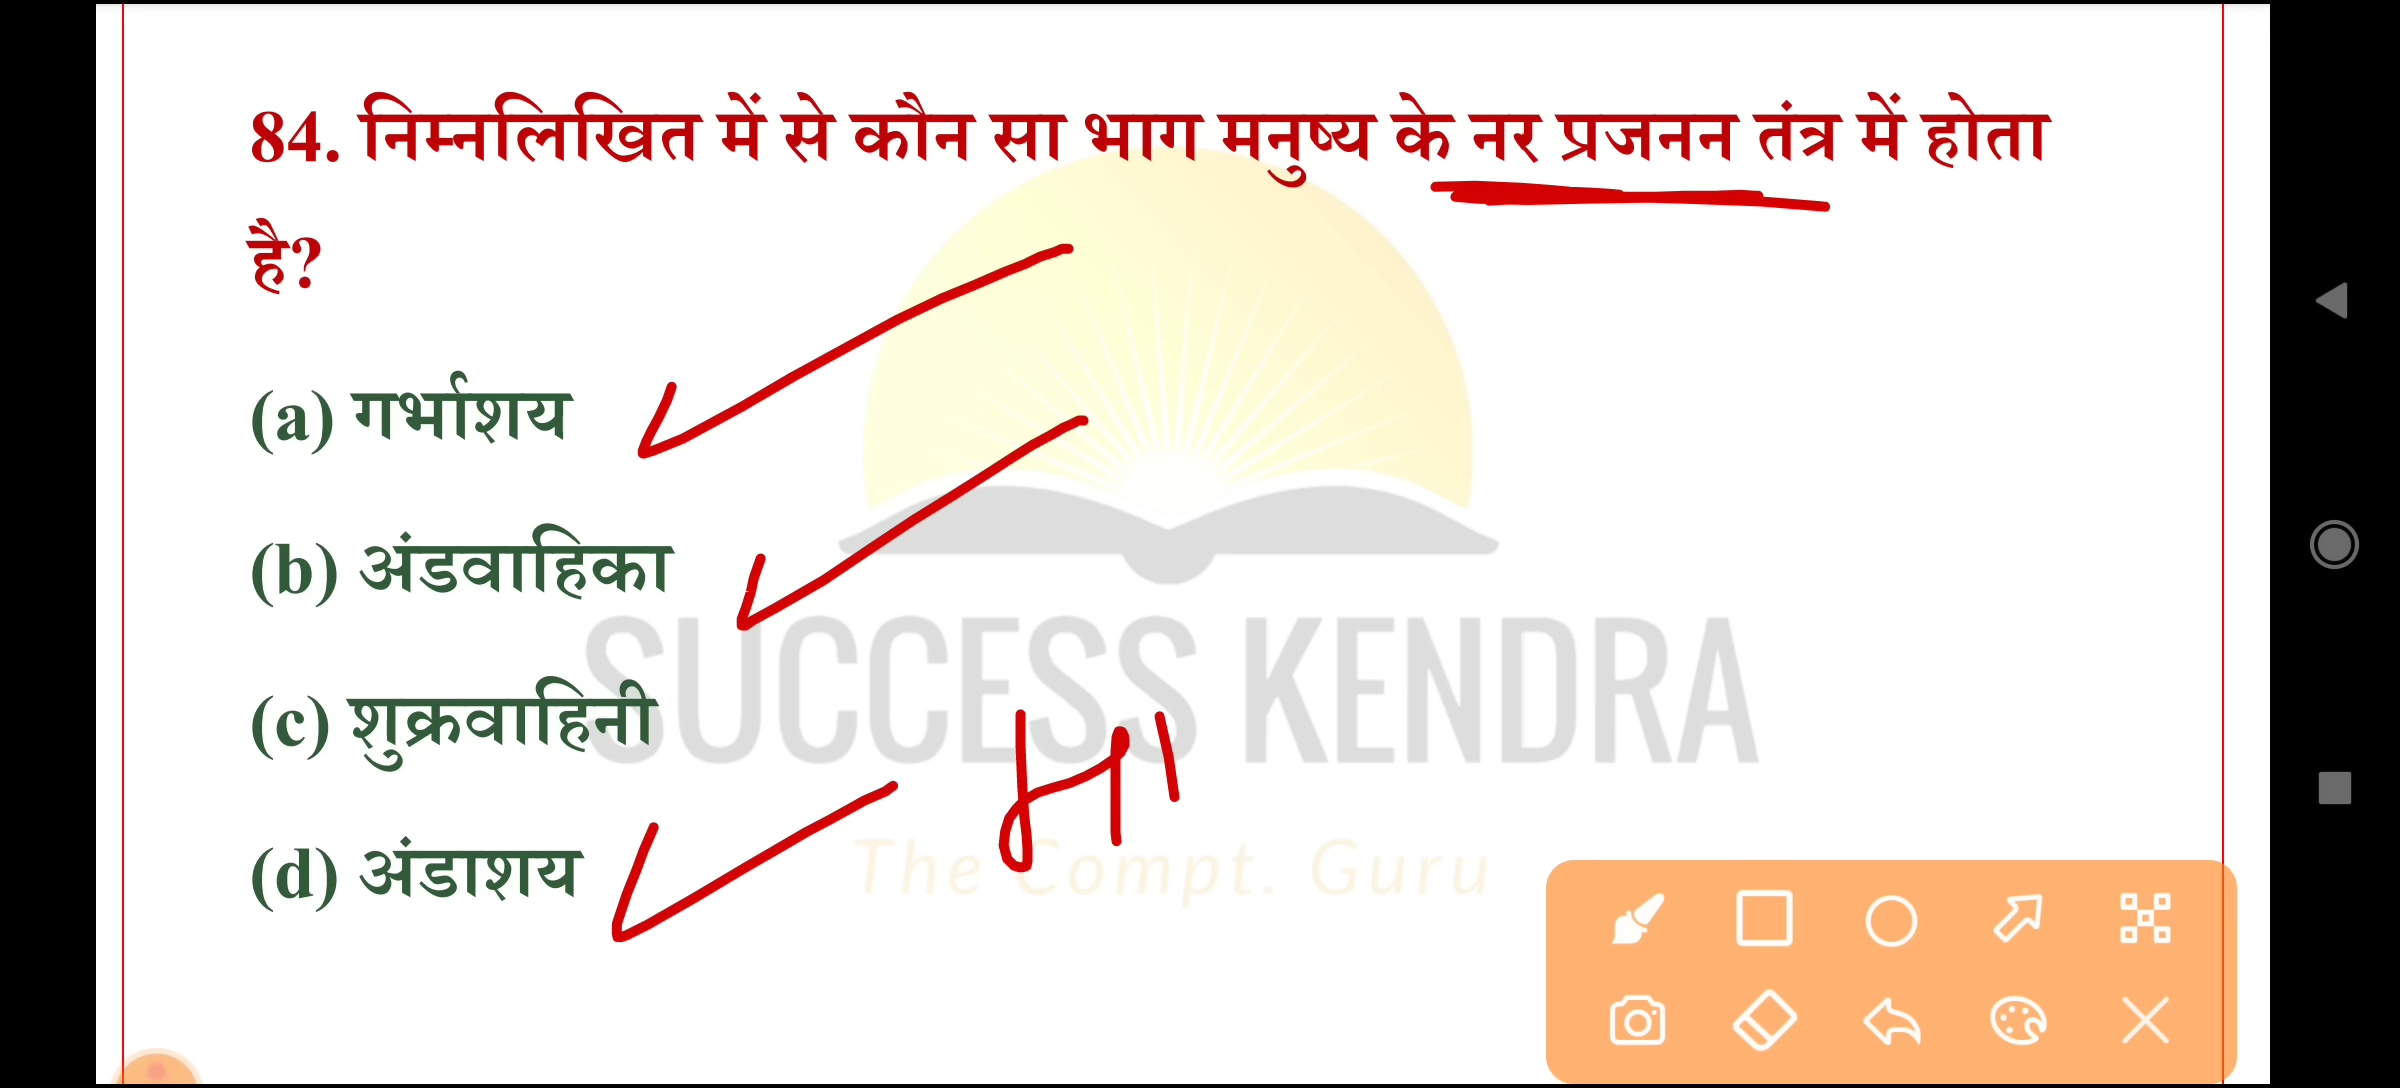 84. निम्नलिखित में से कौन सा भाग मनुष्य के नर प्रजनन तंत्र में होता
है?
(a) गर्भाशय
(b) अंडवाहिका
(c) शुक्रवाहिनी
(d) अंडाशय
SUCCESS KENDRA
The Compt. Guru